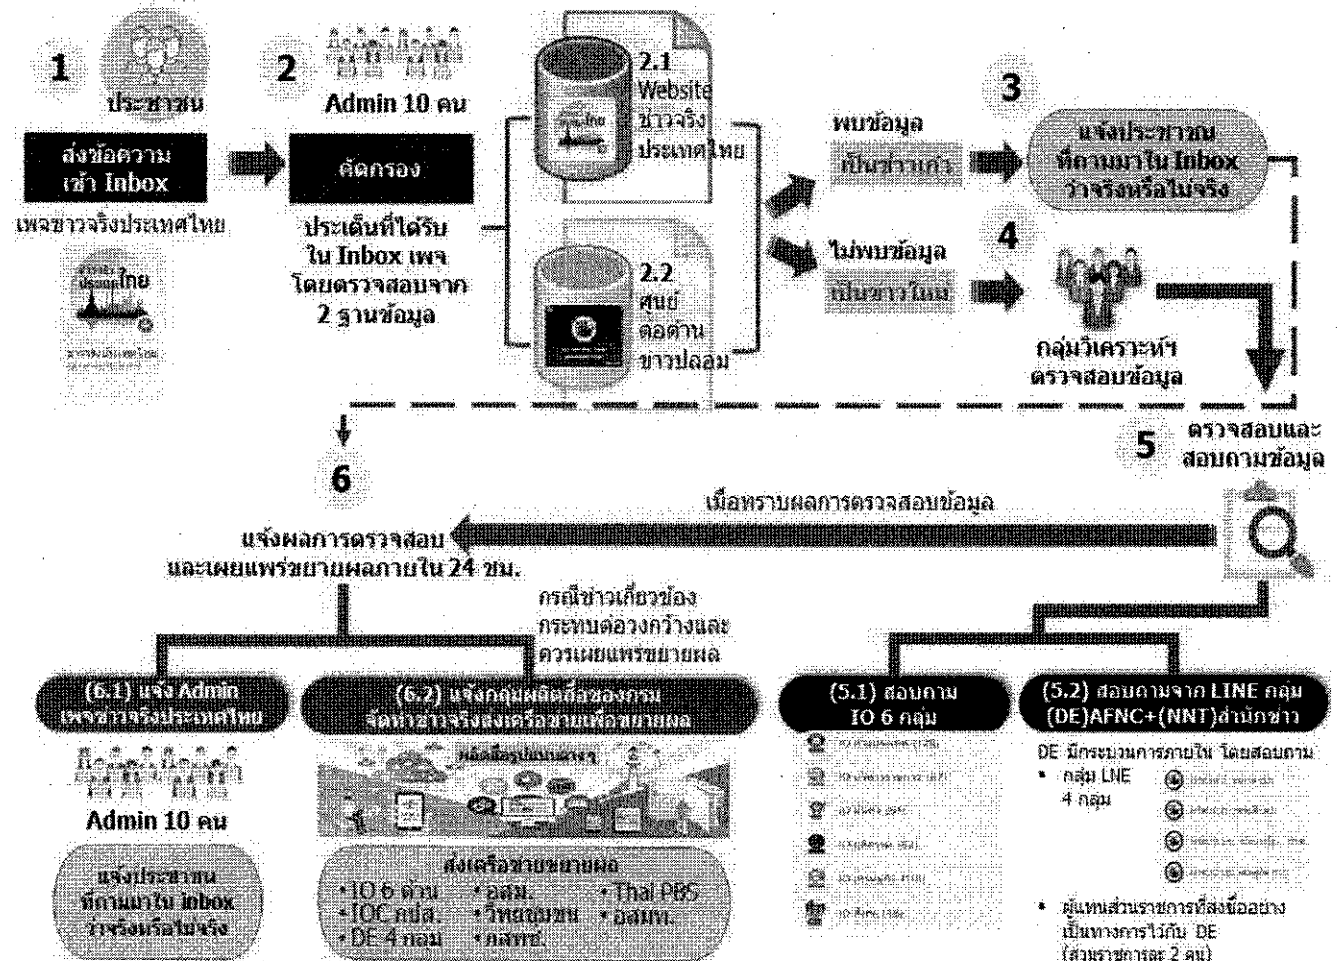 1
ประชาชน
ส่งข้อความ
เข้า Inbox
เพจข่าวจริงประเทศไทย
2
Admin 10 คน
คัดกรอง
ประเด็นที่ได้รับ
ใน Inbox เพจ
โดยตรวจสอบจาก
2 ฐานข้อมูล
2.1
Website
ข่าวจริง
ประเทศไทย
2.2
ศูนย์
ต่อต้าน
ข่าวปลอม
พบข้อมูล
เป็นข่าวเก่า
3
แจ้งประชาชน
ที่ถามมาใน Inbox
ว่าจริงหรือไม่จริง
ไม่พบข้อมูล
เป็นข่าวใหม่
4
กลุ่มวิเคราะห์ฯ
ตรวจสอบข้อมูล
5
ตรวจสอบและ
สอบถามข้อมูล
เมื่อทราบผลการตรวจสอบข้อมูล
6
แจ้งผลการตรวจสอบ
และเผยแพร่ขยายผลภายใน 24 ชม.
กรณีข่าวเกี่ยวข้อง
กระทบต่อวงกว้างและ
ควรเผยแพร่ขยายผล
(6.1) แจ้ง Admin
เพจข่าวจริงประเทศไทย
Admin 10 คน
แจ้งประชาชน
ที่ถามมาใน inbox
ว่าจริงหรือไม่จริง
(6.2) แจ้งกลุ่มผลิตสื่อของกรม
จัดทำข่าวจริงส่งเครือข่ายเพื่อขยายผล
ผลิตสื่อรูปแบบต่าง ๆ
ส่งเครือข่ายขยายผล
• IO 6 ด้าน • อสม. • Thai PBS
• IOC กปส. • วิทยุชุมชน • อสมท.
• DE 4 กลุ่ม • กสทช.
(5.1) สอบถาม
IO 6 กลุ่ม
(5.2) สอบถามจาก LINE กลุ่ม
(DE)AFNC+(NNT)สำนักข่าว
DE มีกระบวนการภายใน โดยสอบถาม
• กลุ่ม LNE
4 กลุ่ม
• ผู้แทนส่วนราชการที่ส่งชื่ออย่าง
เป็นทางการไว้กับ DE
(ส่วนราชการละ 2 คน)